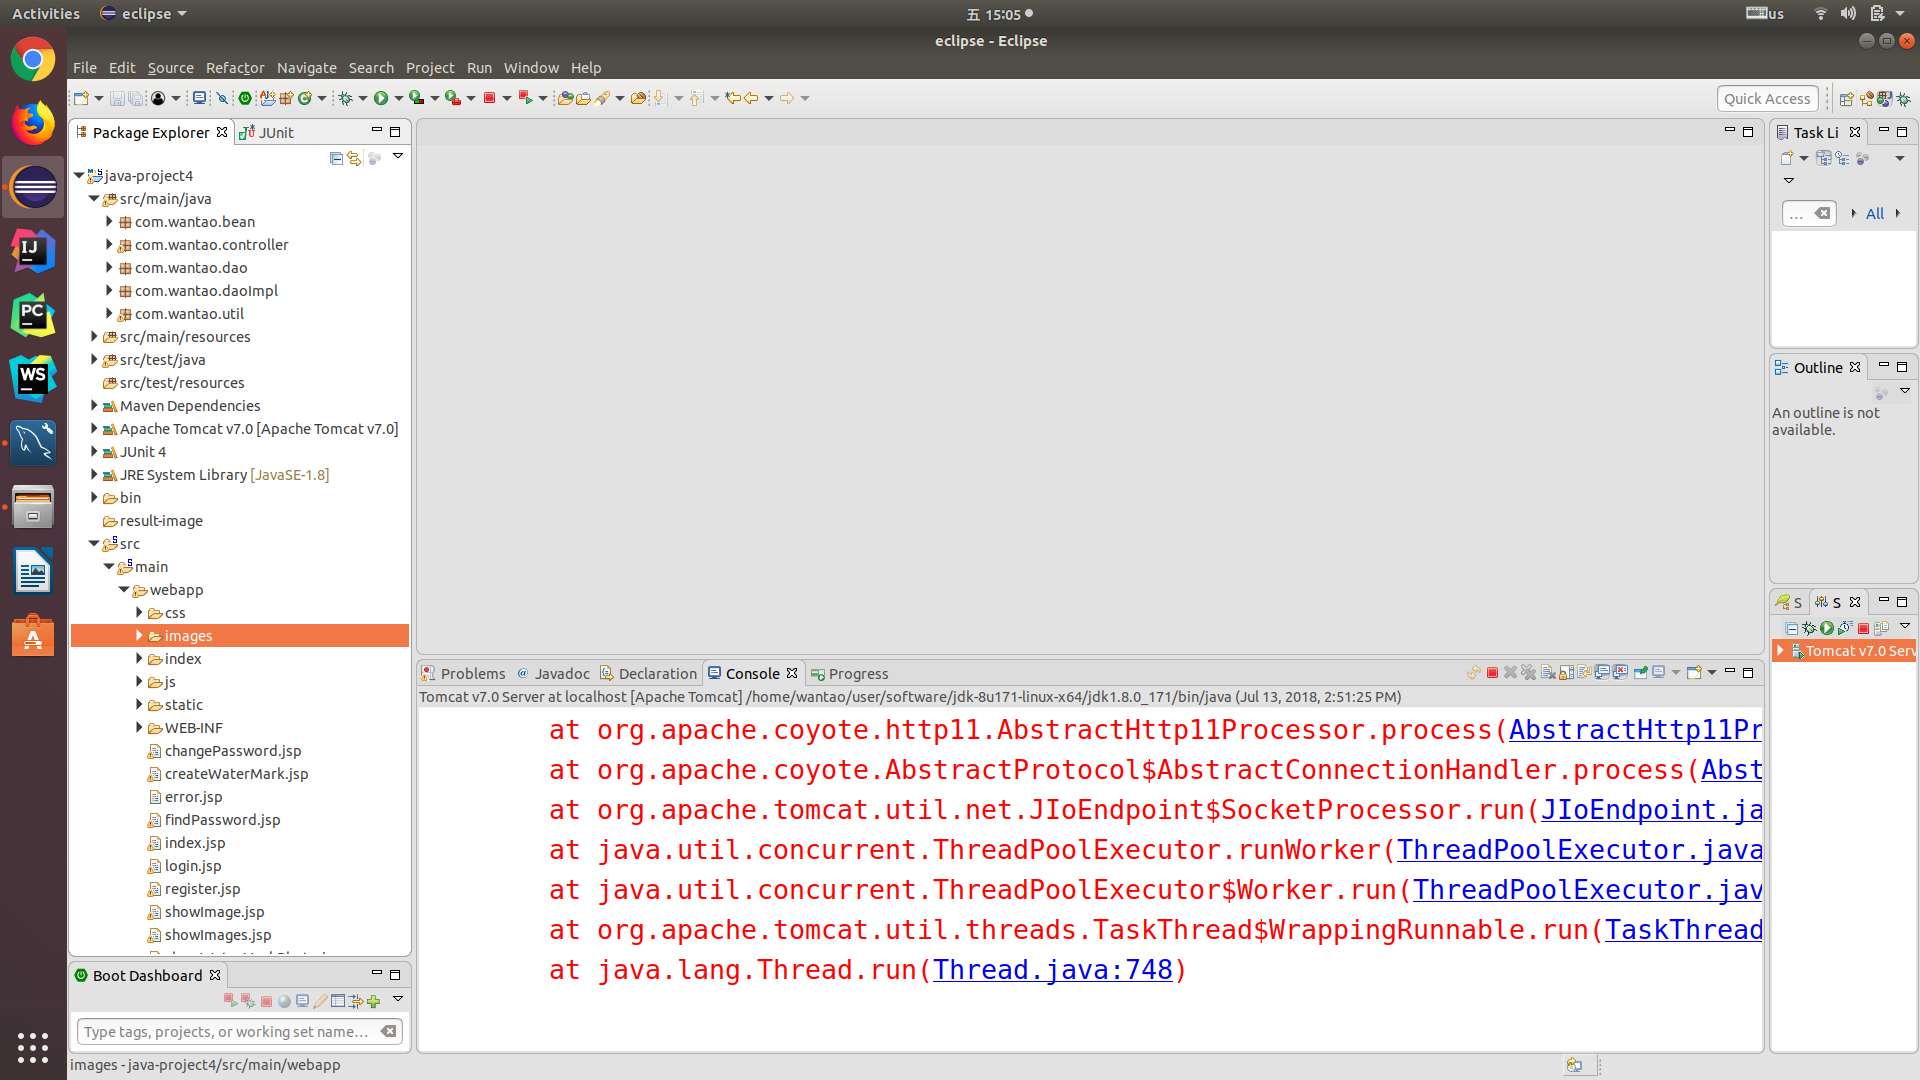 Activities
eclipse
五 15:05
us
eclipse - Eclipse
File Edit Source Refactor Navigate Search Project Run Window Help
Quick Access
Package Explorer
JUnit
java-project4
src/main/java
com.wantao.bean
com.wantao.controller
com.wantao.dao
com.wantao.daoImpl
com.wantao.util
src/main/resources
src/test/java
src/test/resources
Maven Dependencies
Apache Tomcat v7.0 [Apache Tomcat v7.0]
JUnit 4
JRE System Library [JavaSE-1.8]
bin
result-image
src
main
webapp
css
images
index
js
static
WEB-INF
changePassword.jsp
createWaterMark.jsp
error.jsp
findPassword.jsp
index.jsp
login.jsp
register.jsp
showImage.jsp
showImages.jsp
Boot Dashboard
Type tags, projects, or working set name...
images - java-project4/src/main/webapp
Problems
@ Javadoc
Declaration
Console
Progress
Tomcat v7.0 Server at localhost [Apache Tomcat] /home/wantao/user/software/jdk-8u171-linux-x64/jdk1.8.0_171/bin/java (Jul 13, 2018, 2:51:25 PM)
at org.apache.coyote.http11.AbstractHttp11Processor.process(AbstractHttp11Pr
at org.apache.coyote.AbstractProtocol$AbstractConnectionHandler.process(Abst
at org.apache.tomcat.util.net.JIoEndpoint$SocketProcessor.run(JIoEndpoint.ja
at java.util.concurrent.ThreadPoolExecutor.runWorker(ThreadPoolExecutor.java
at java.util.concurrent.ThreadPoolExecutor$Worker.run(ThreadPoolExecutor.jav
at org.apache.tomcat.util.threads.TaskThread$WrappingRunnable.run(TaskThread
at java.lang.Thread.run(Thread.java:748)
Task Li
...
All
Outline
An outline is not
available.
S
S
Tomcat v7.0 Serv
IJ
PC
WS